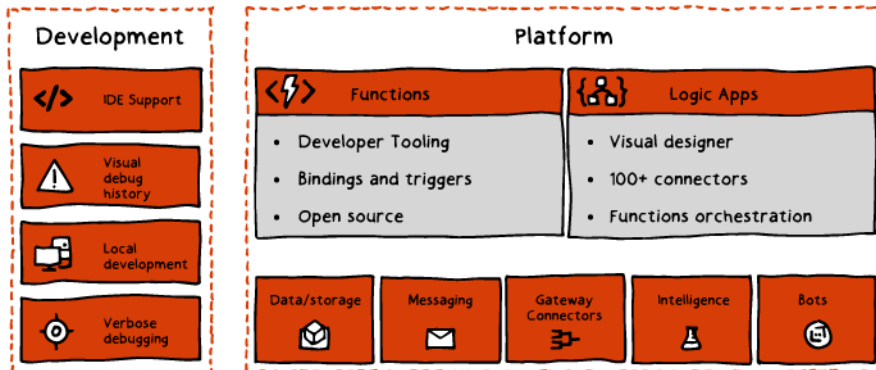 Development
</> IDE Support
Visual
debug
history
Local
development
Verbose
debugging
Platform
Functions
• Developer Tooling
• Bindings and triggers
• Open source
Logic Apps
• Visual designer
• 100+ connectors
• Functions orchestration
Data/storage
Messaging
Gateway
Connectors
Intelligence
Bots